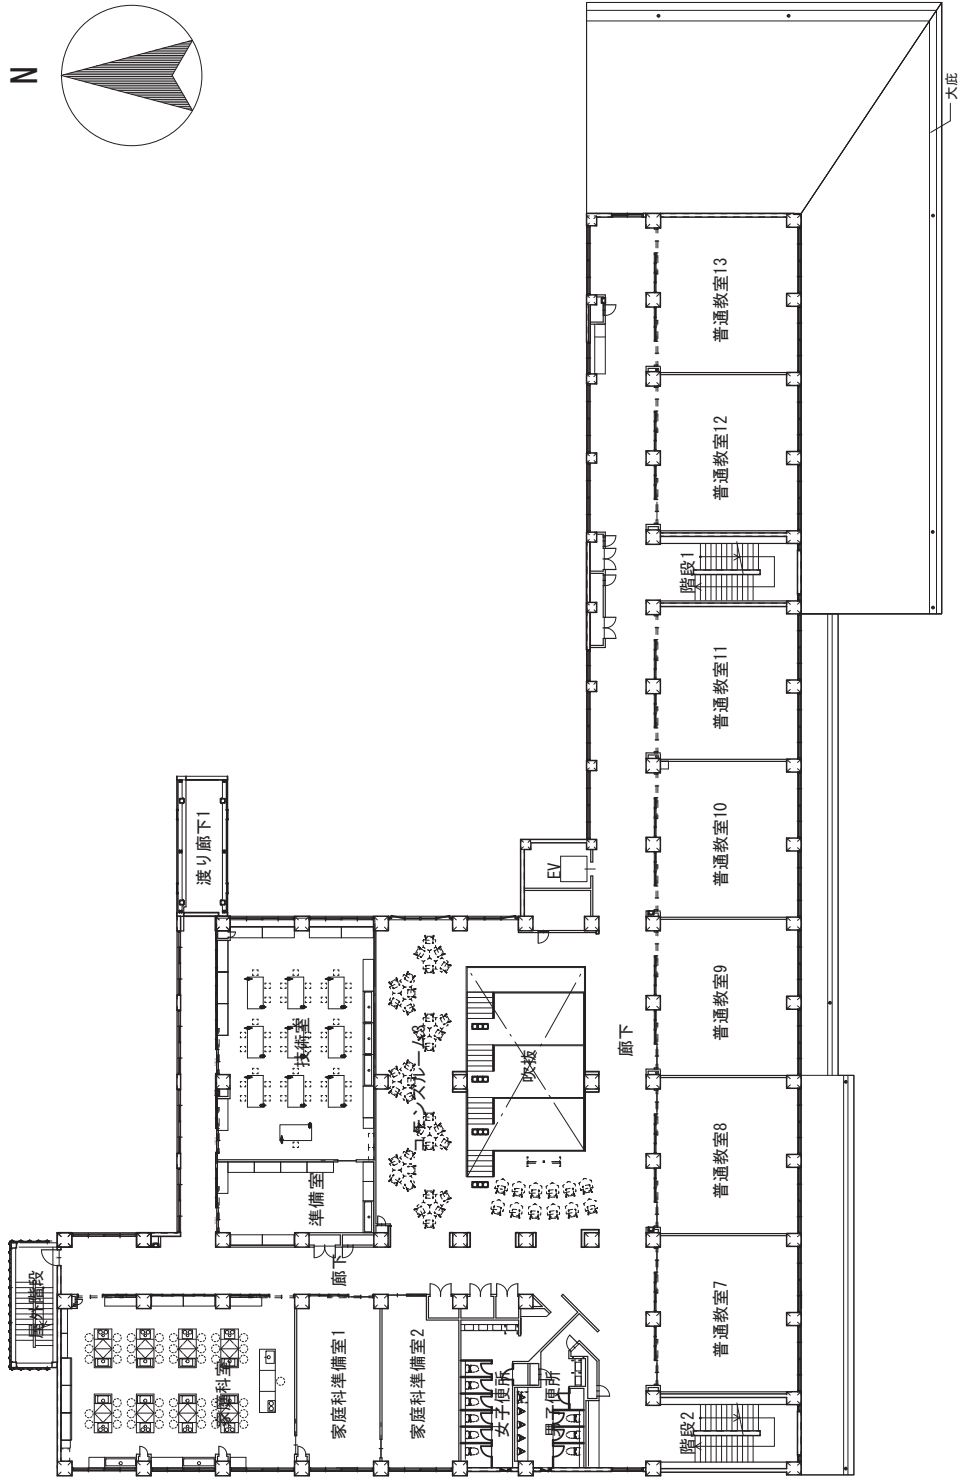 N
大庇
普通教室13
普通教室12
階段1
普通教室11
普通教室10
普通教室9
普通教室8
普通教室7
階段2
廊下
EV
吹抜
渡り廊下1
技術室
準備室
廊下
屋外階段
家庭科室
家庭科準備室1
家庭科準備室2
女子便所
男子便所